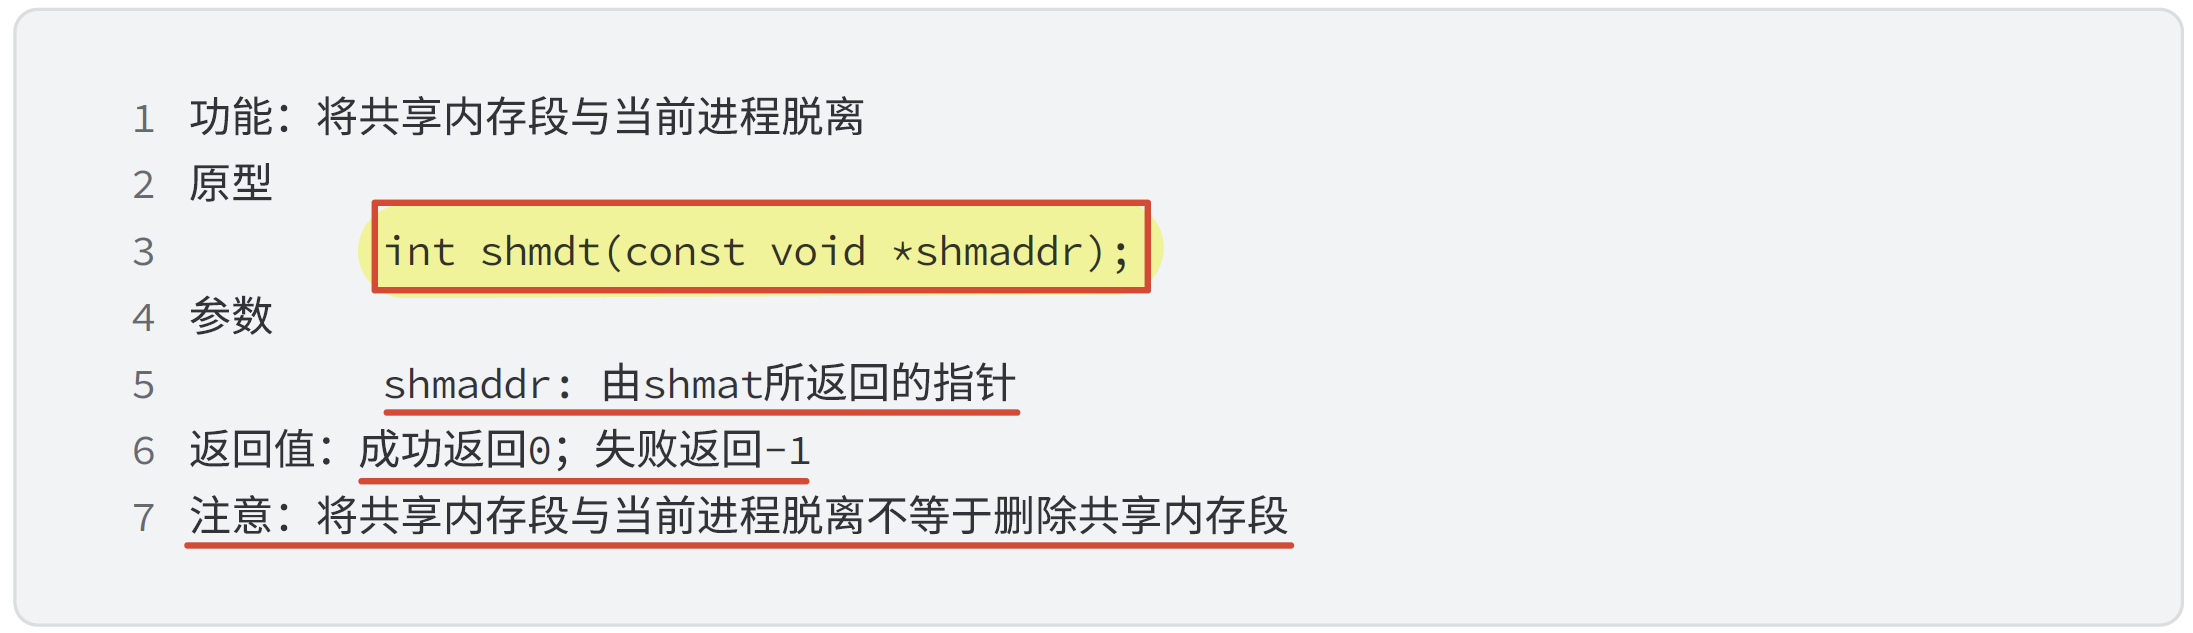 1 功能：将共享内存段与当前进程脱离
2 原型
3 int shmdt(const void *shmaddr);
4 参数
5 shmaddr: 由shmat所返回的指针
6 返回值：成功返回0；失败返回-1
7 注意：将共享内存段与当前进程脱离不等于删除共享内存段